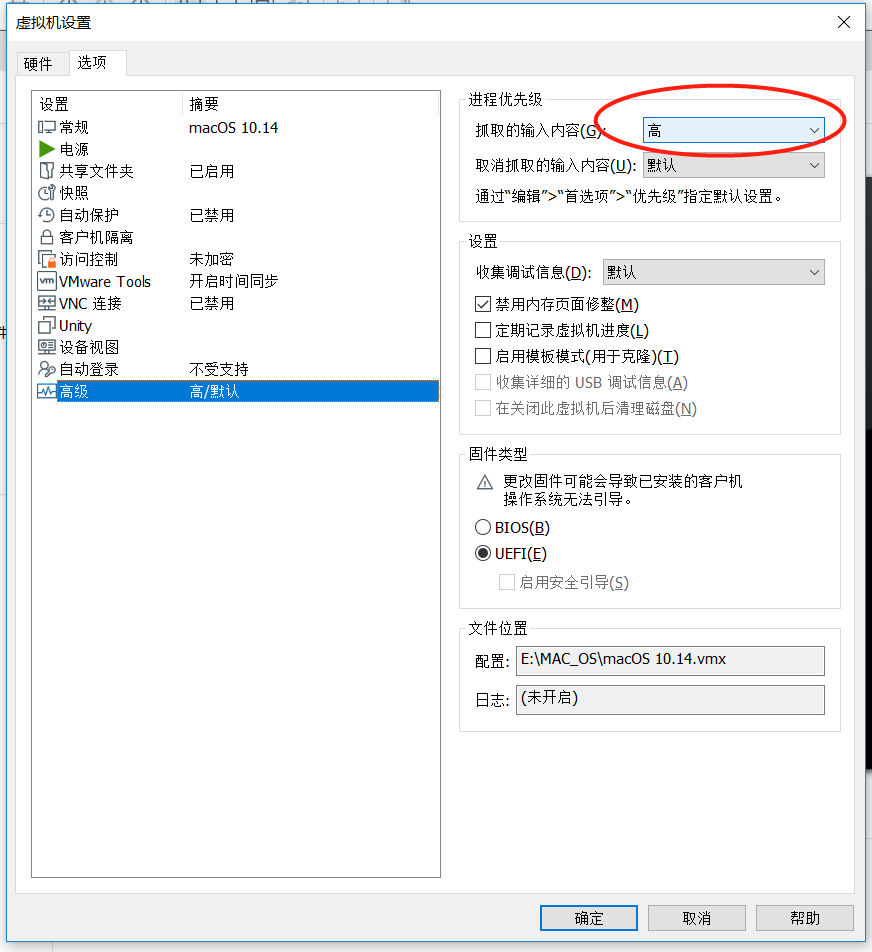 虚拟机设置
硬件 选项
设置 摘要
常规 macOS 10.14
电源
共享文件夹 已启用
快照
自动保护 已禁用
客户机隔离
访问控制 未加密
vm VMware Tools 开启时间同步
VNC 连接 已禁用
Unity
设备视图
自动登录 不受支持
高级 高/默认
进程优先级
抓取的输入内容(G): 高
取消抓取的输入内容(U): 默认
通过“编辑”>“首选项”>“优先级”指定默认设置。
设置
收集调试信息(D): 默认
禁用内存页面修整(M)
定期记录虚拟机进度(L)
启用模板模式(用于克隆)(T)
收集详细的 USB 调试信息(A)
在关闭此虚拟机后清理磁盘(N)
固件类型
更改固件可能会导致已安装的客户机
操作系统无法引导。
BIOS(B)
UEFI(E)
启用安全引导(S)
文件位置
配置: E:\MAC_OS\macOS 10.14.vmx
日志: (未开启)
确定 取消 帮助